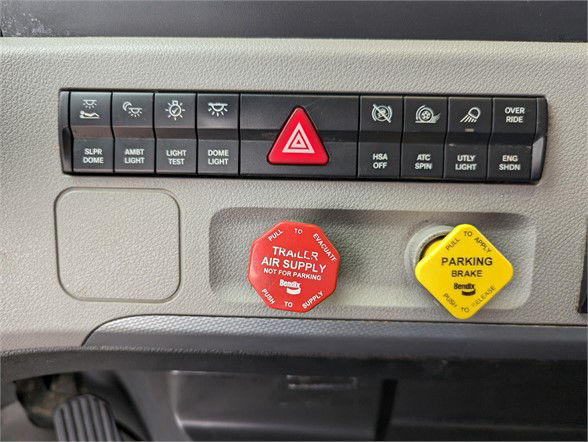 SLPR
DOME
AMBT
LIGHT
LIGHT
TEST
DOME
LIGHT
HSA
OFF
ATC
SPIN
UTLY
LIGHT
OVER
RIDE
ENG
SHDN
PULL TO EVACUATE
TRAILER
AIR SUPPLY
NOT FOR PARKING
Bendix
PUSH TO SUPPLY
PULL TO APPLY
PARKING
BRAKE
Bendix
PUSH TO RELEASE